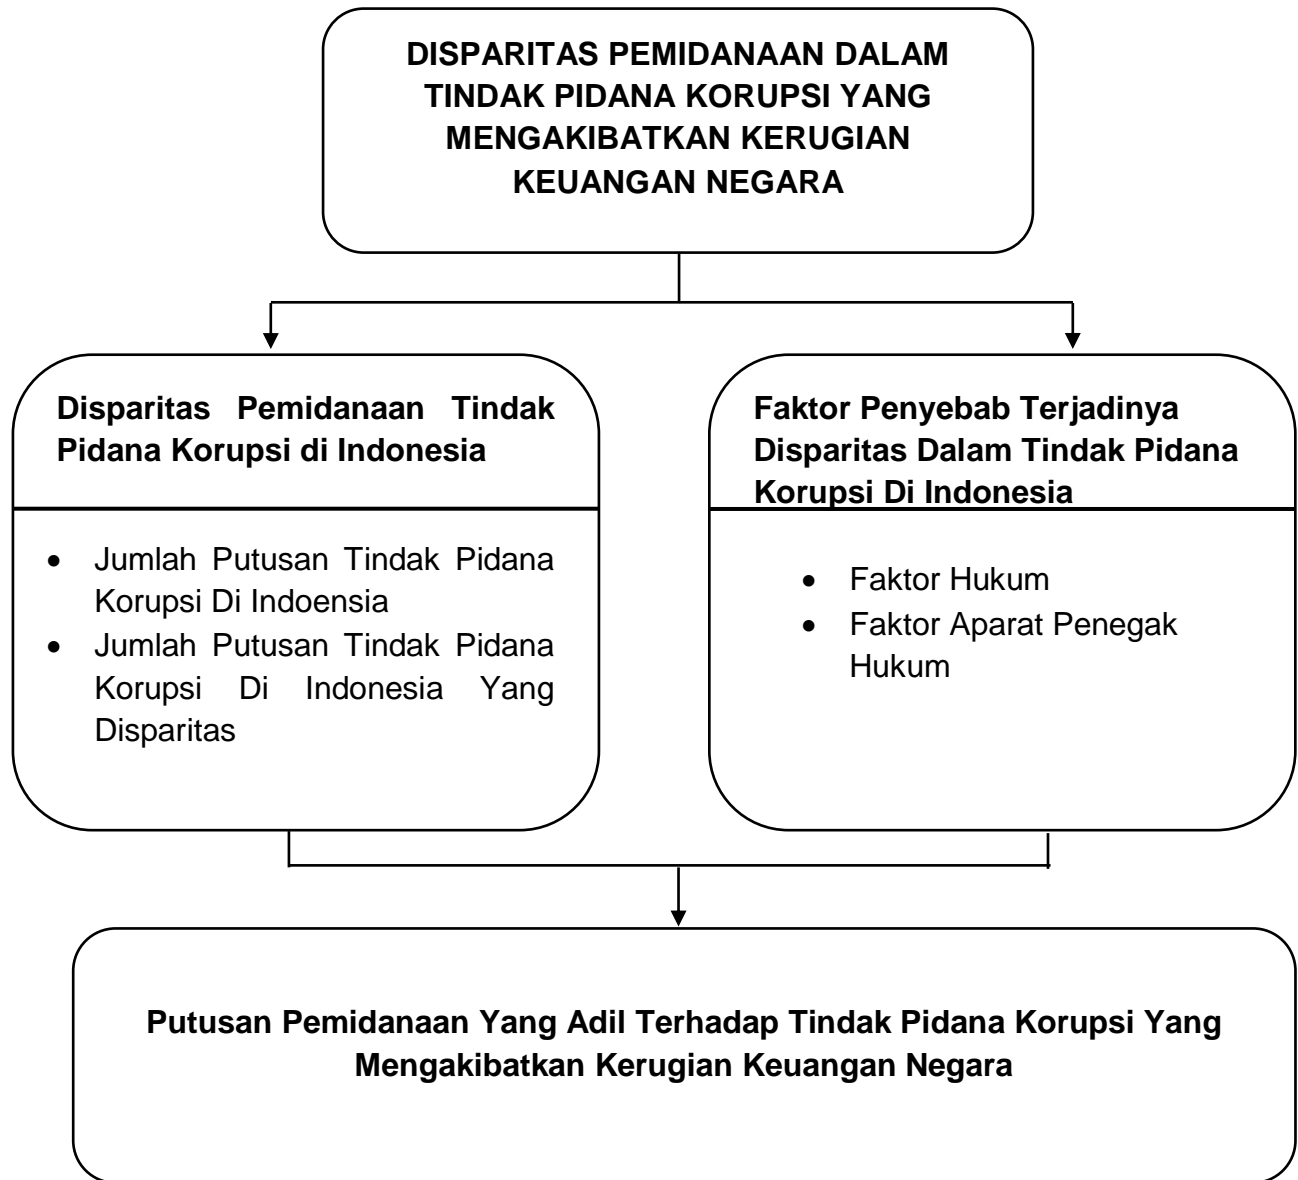 DISPARITAS PEMIDANAAN DALAM
TINDAK PIDANA KORUPSI YANG
MENGAKIBATKAN KERUGIAN
KEUANGAN NEGARA
Disparitas Pemidanaan Tindak
Pidana Korupsi di Indonesia
• Jumlah Putusan Tindak Pidana
Korupsi Di Indoensia
• Jumlah Putusan Tindak Pidana
Korupsi Di Indonesia Yang
Disparitas
Faktor Penyebab Terjadinya
Disparitas Dalam Tindak Pidana
Korupsi Di Indonesia
• Faktor Hukum
• Faktor Aparat Penegak
Hukum
Putusan Pemidanaan Yang Adil Terhadap Tindak Pidana Korupsi Yang
Mengakibatkan Kerugian Keuangan Negara